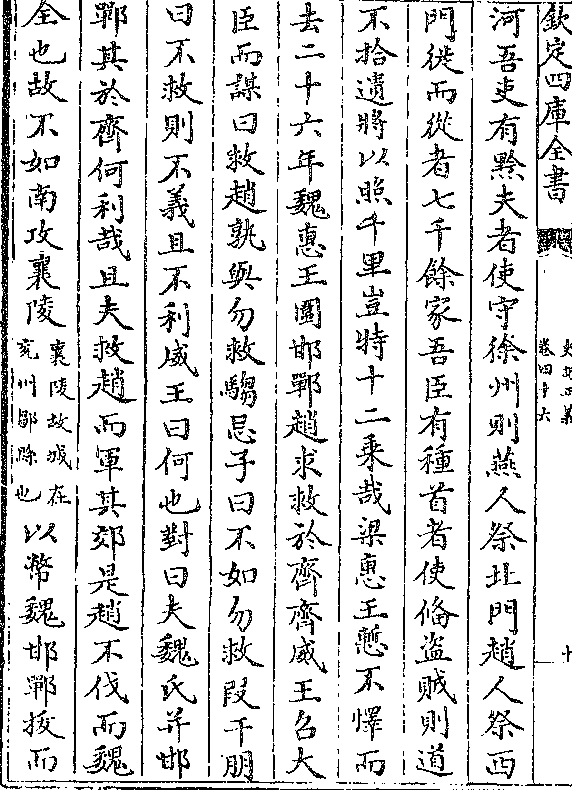 欽定四庫全書
史記正義
卷四十六
十
河吾吏有黔夫者使守徐州則燕人祭北門趙人祭西
門徙而從者七千餘家吾臣有種首者使備盗賊則道
不拾遺將以照千里豈特十二乗哉梁惠王慙不懌而
去二十六年魏惠王圍邯鄲趙求救於齊齊威王召大
臣而謀曰救趙孰與勿救騶忌子曰不如勿救段干朋
曰不救則不義且不利威王曰何也對曰夫魏氏并邯
鄲其於齊何利哉且夫救趙而軍其郊是趙不伐而魏
全也故不如南攻襄陵
襄陵故城在
兖州鄒縣也
以幣魏邯鄲拔而